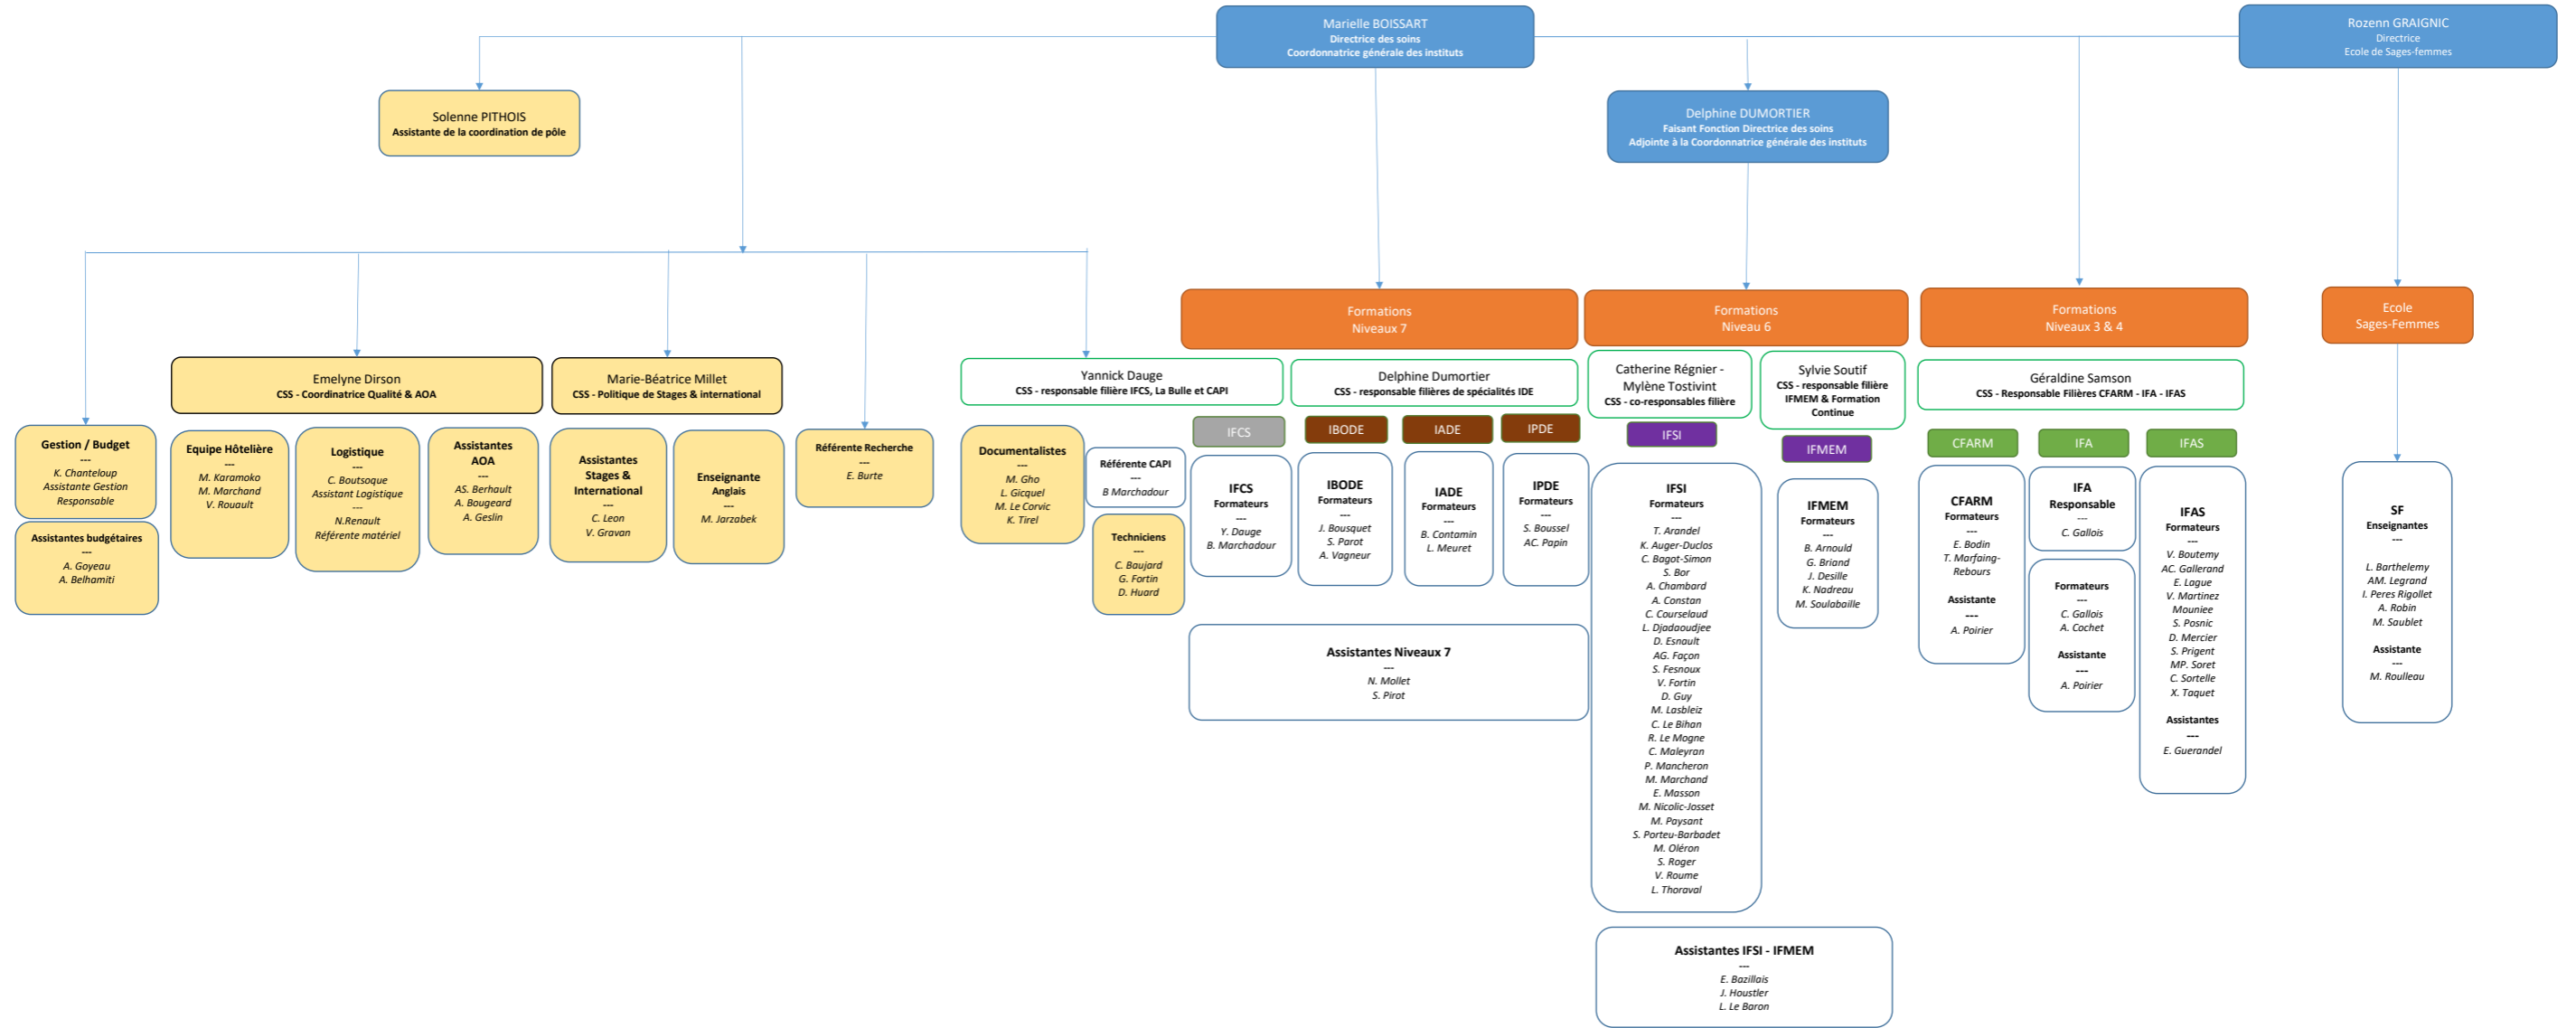 Marielle BOISSART
Directrice des soins
Coordonnatrice générale des instituts
Rozenn GRAIGNIC
Directrice
Ecole de Sages-femmes
Solenne PITHOIS
Assistante de la coordination de pôle
Delphine DUMORTIER
Faisant Fonction Directrice des soins
Adjointe à la Coordonnatrice générale des instituts
Formations
Niveaux 7
Formations
Niveau 6
Formations
Niveaux 3 & 4
Ecole
Sages-Femmes
Emelyne Dirson
CSS - Coordinatrice Qualité & AOA
Marie-Béatrice Millet
CSS - Politique de Stages & international
Yannick Dauge
CSS - responsable filière IFCS, La Bulle et CAPI
Delphine Dumortier
CSS - responsable filières de spécialités IDE
Catherine Régnier -
Mylène Tostivint
CSS - co-responsables filière
Sylvie Soutif
CSS - responsable filière
IFMEM & Formation
Continue
Géraldine Samson
CSS - Responsable Filières CFARM - IFA - IFAS
Gestion / Budget
---
K. Chanteloup
Assistante Gestion
Responsable
Assistantes budgétaires
---
A. Goyeau
A. Belhamiti
Equipe Hôtelière
---
M. Karamoko
M. Marchand
V. Rouault
Logistique
---
C. Boutsoque
Assistant Logistique
---
N.Renault
Référente matériel
Assistantes
AOA
---
AS. Berhault
A. Bougeard
A. Geslin
Assistantes
Stages &
International
---
C. Leon
V. Gravan
Enseignante
Anglais
---
M. Jarzabek
Référente Recherche
---
E. Burte
Documentalistes
---
M. Gho
L. Gicquel
M. Le Corvic
K. Tirel
Référente CAPI
---
B Marchadour
Techniciens
---
C. Baujard
G. Fortin
D. Huard
IFCS
IFCS
Formateurs
---
Y. Dauge
B. Marchadour
IBODE
IBODE
Formateurs
---
J. Bousquet
S. Parot
A. Vagneur
IADE
IADE
Formateurs
---
B. Contamin
L. Meuret
IPDE
IPDE
Formateurs
---
S. Boussel
AC. Papin
Assistantes Niveaux 7
---
N. Mollet
S. Pirot
IFSI
IFSI
Formateurs
---
T. Arandel
K. Auger-Duclos
C. Bagot-Simon
S. Bor
A. Chambard
A. Constan
C. Courselaud
L. Djadaoudjee
D. Esnault
AG. Façon
S. Fesnoux
V. Fortin
D. Guy
M. Lasbleiz
C. Le Bihan
R. Le Mogne
C. Maleyran
P. Mancheron
M. Marchand
E. Masson
M. Nicolic-Josset
M. Paysant
S. Porteu-Barbadet
M. Oléron
S. Roger
V. Roume
L. Thoraval
IFMEM
IFMEM
Formateurs
---
B. Arnould
G. Briand
J. Desille
K. Nadreau
M. Soulabaille
Assistantes IFSI - IFMEM
---
E. Bazillais
J. Houstler
L. Le Baron
CFARM
CFARM
Formateurs
---
E. Bodin
T. Marfaing-
Rebours
Assistante
---
A. Poirier
IFA
IFA
Responsable
---
C. Gallois
Formateurs
---
C. Gallois
A. Cochet
Assistante
---
A. Poirier
IFAS
IFAS
Formateurs
---
V. Boutemy
AC. Gallerand
E. Lague
V. Martinez
Mouniee
S. Posnic
D. Mercier
S. Prigent
MP. Soret
C. Sortelle
X. Taquet
Assistantes
---
E. Guerandel
SF
Enseignantes
---
L. Barthelemy
AM. Legrand
I. Peres Rigollet
A. Robin
M. Saublet
Assistante
---
M. Roulleau